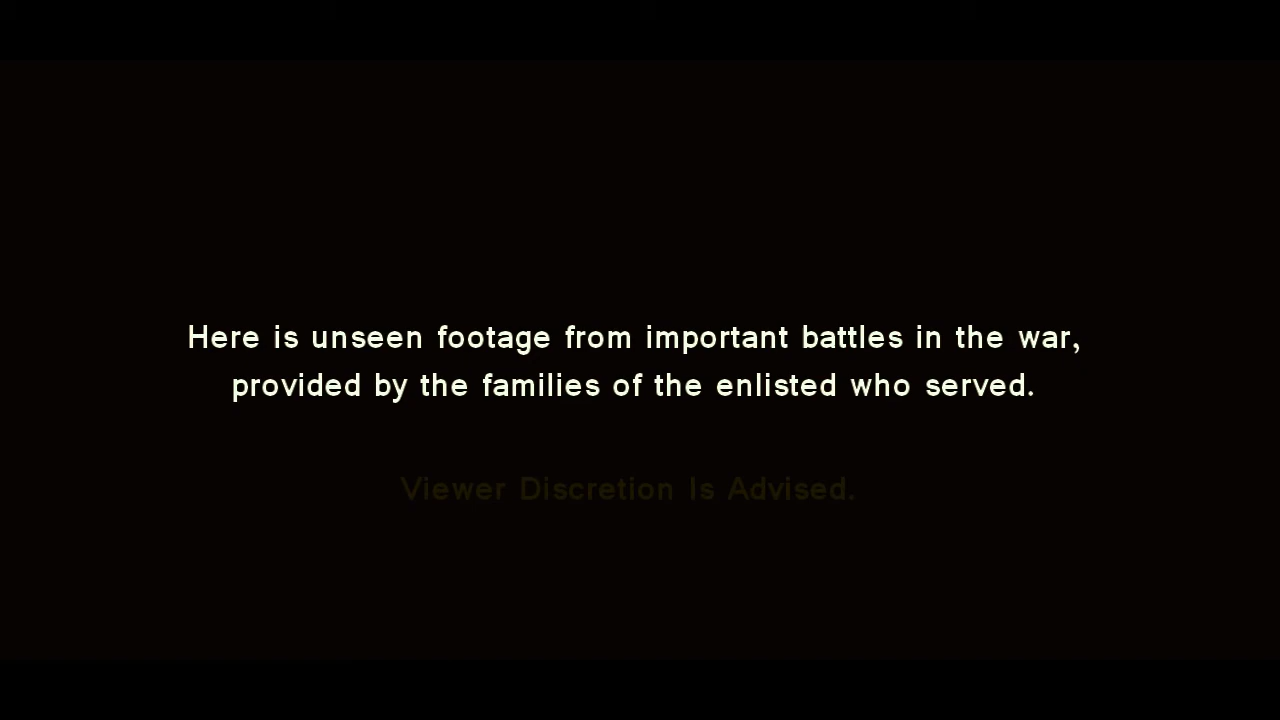 Here is unseen footage from important battles in the war,
provided by the families of the enlisted who served.
Viewer Discretion Is Advised.